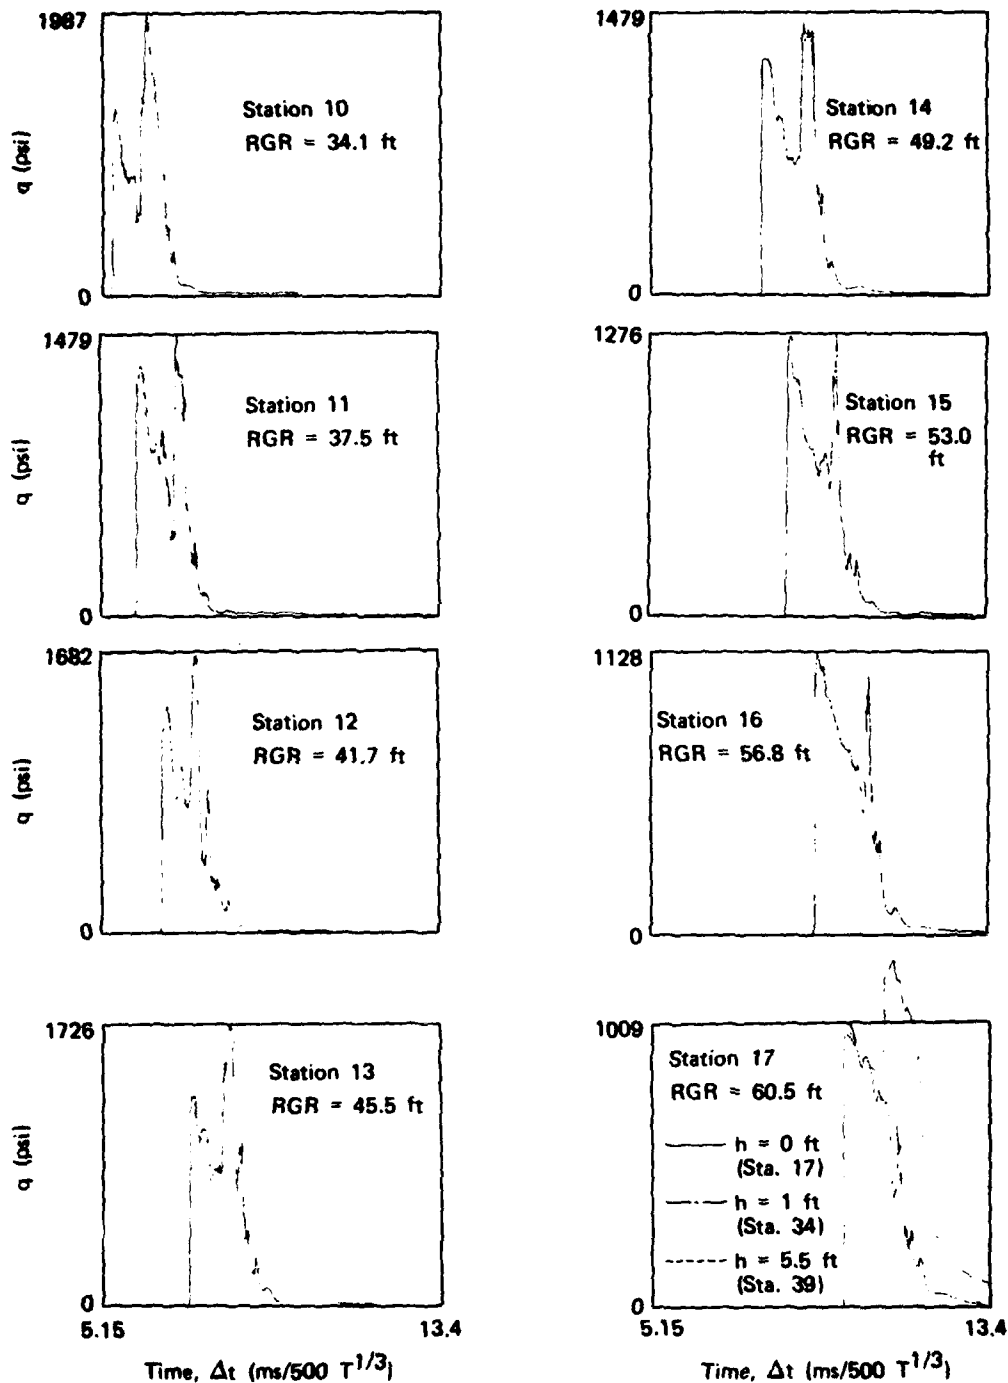 1987
q (psi)
Station 10
RGR = 34.1 ft
0
1479
Station 14
RGR = 49.2 ft
0
1479
q (psi)
Station 11
RGR = 37.5 ft
0
1276
Station 15
RGR = 53.0
ft
0
1682
q (psi)
Station 12
RGR = 41.7 ft
0
1128
Station 16
RGR = 56.8 ft
0
1726
q (psi)
Station 13
RGR = 45.5 ft
0
5.15
13.4
Time, Δt (ms/500 T^1/3)
1009
Station 17
RGR = 60.5 ft
h = 0 ft
(Sta. 17)
h = 1 ft
(Sta. 34)
h = 5.5 ft
(Sta. 39)
0
5.15
13.4
Time, Δt (ms/500 T^1/3)